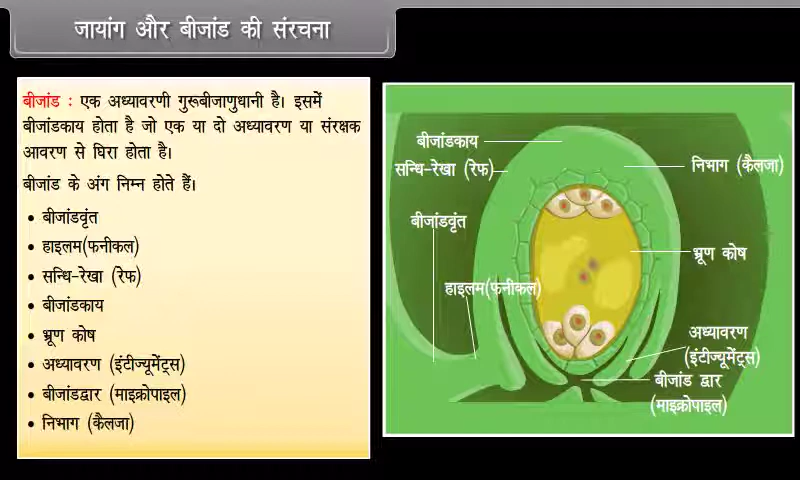 जायांग और बीजांड की संरचना
बीजांड : एक अध्यावरणी गुरूबीजाणुधानी है। इसमें
बीजांडकाय होता है जो एक या दो अध्यावरण या संरक्षक
आवरण से घिरा होता है।
बीजांड के अंग निम्न होते हैं।
• बीजांडवृंत
• हाइलम(फनीकल)
• सन्धि-रेखा (रेफ)
• बीजांडकाय
• भ्रूण कोष
• अध्यावरण (इंटीज्यूमेंट्स)
• बीजांडद्वार (माइक्रोपाइल)
• निभाग (कैलजा)
बीजांडकाय
सन्धि-रेखा (रेफ)
बीजांडवृंत
हाइलम(फनीकल)
निभाग (कैलजा)
भ्रूण कोष
अध्यावरण
(इंटीज्यूमेंट्स)
बीजांड द्वार
(माइक्रोपाइल)